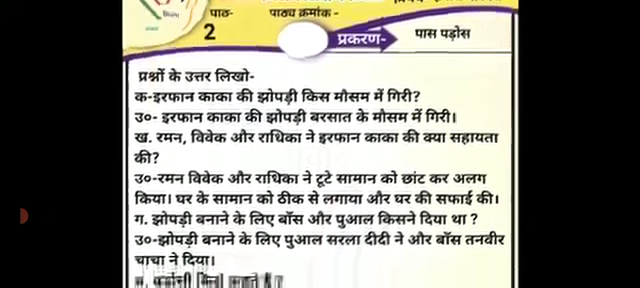 पाठ-
पाठ्य क्रमांक -
2
प्रकरण-
पास पड़ोस
प्रश्नों के उत्तर लिखो-
क-इरफान काका की झोपड़ी किस मौसम में गिरी?
उ०- इरफान काका की झोपड़ी बरसात के मौसम में गिरी।
ख. रमन, विवेक और राधिका ने इरफान काका की क्या सहायता
की?
उ०-रमन विवेक और राधिका ने टूटे सामान को छांट कर अलग
किया। घर के सामान को ठीक से लगाया और घर की सफाई की।
ग. झोपड़ी बनाने के लिए बाँस और पुआल किसने दिया था ?
उ०-झोपड़ी बनाने के लिए पुआल सरला दीदी ने और बाँस तनवीर
चाचा ने दिया।